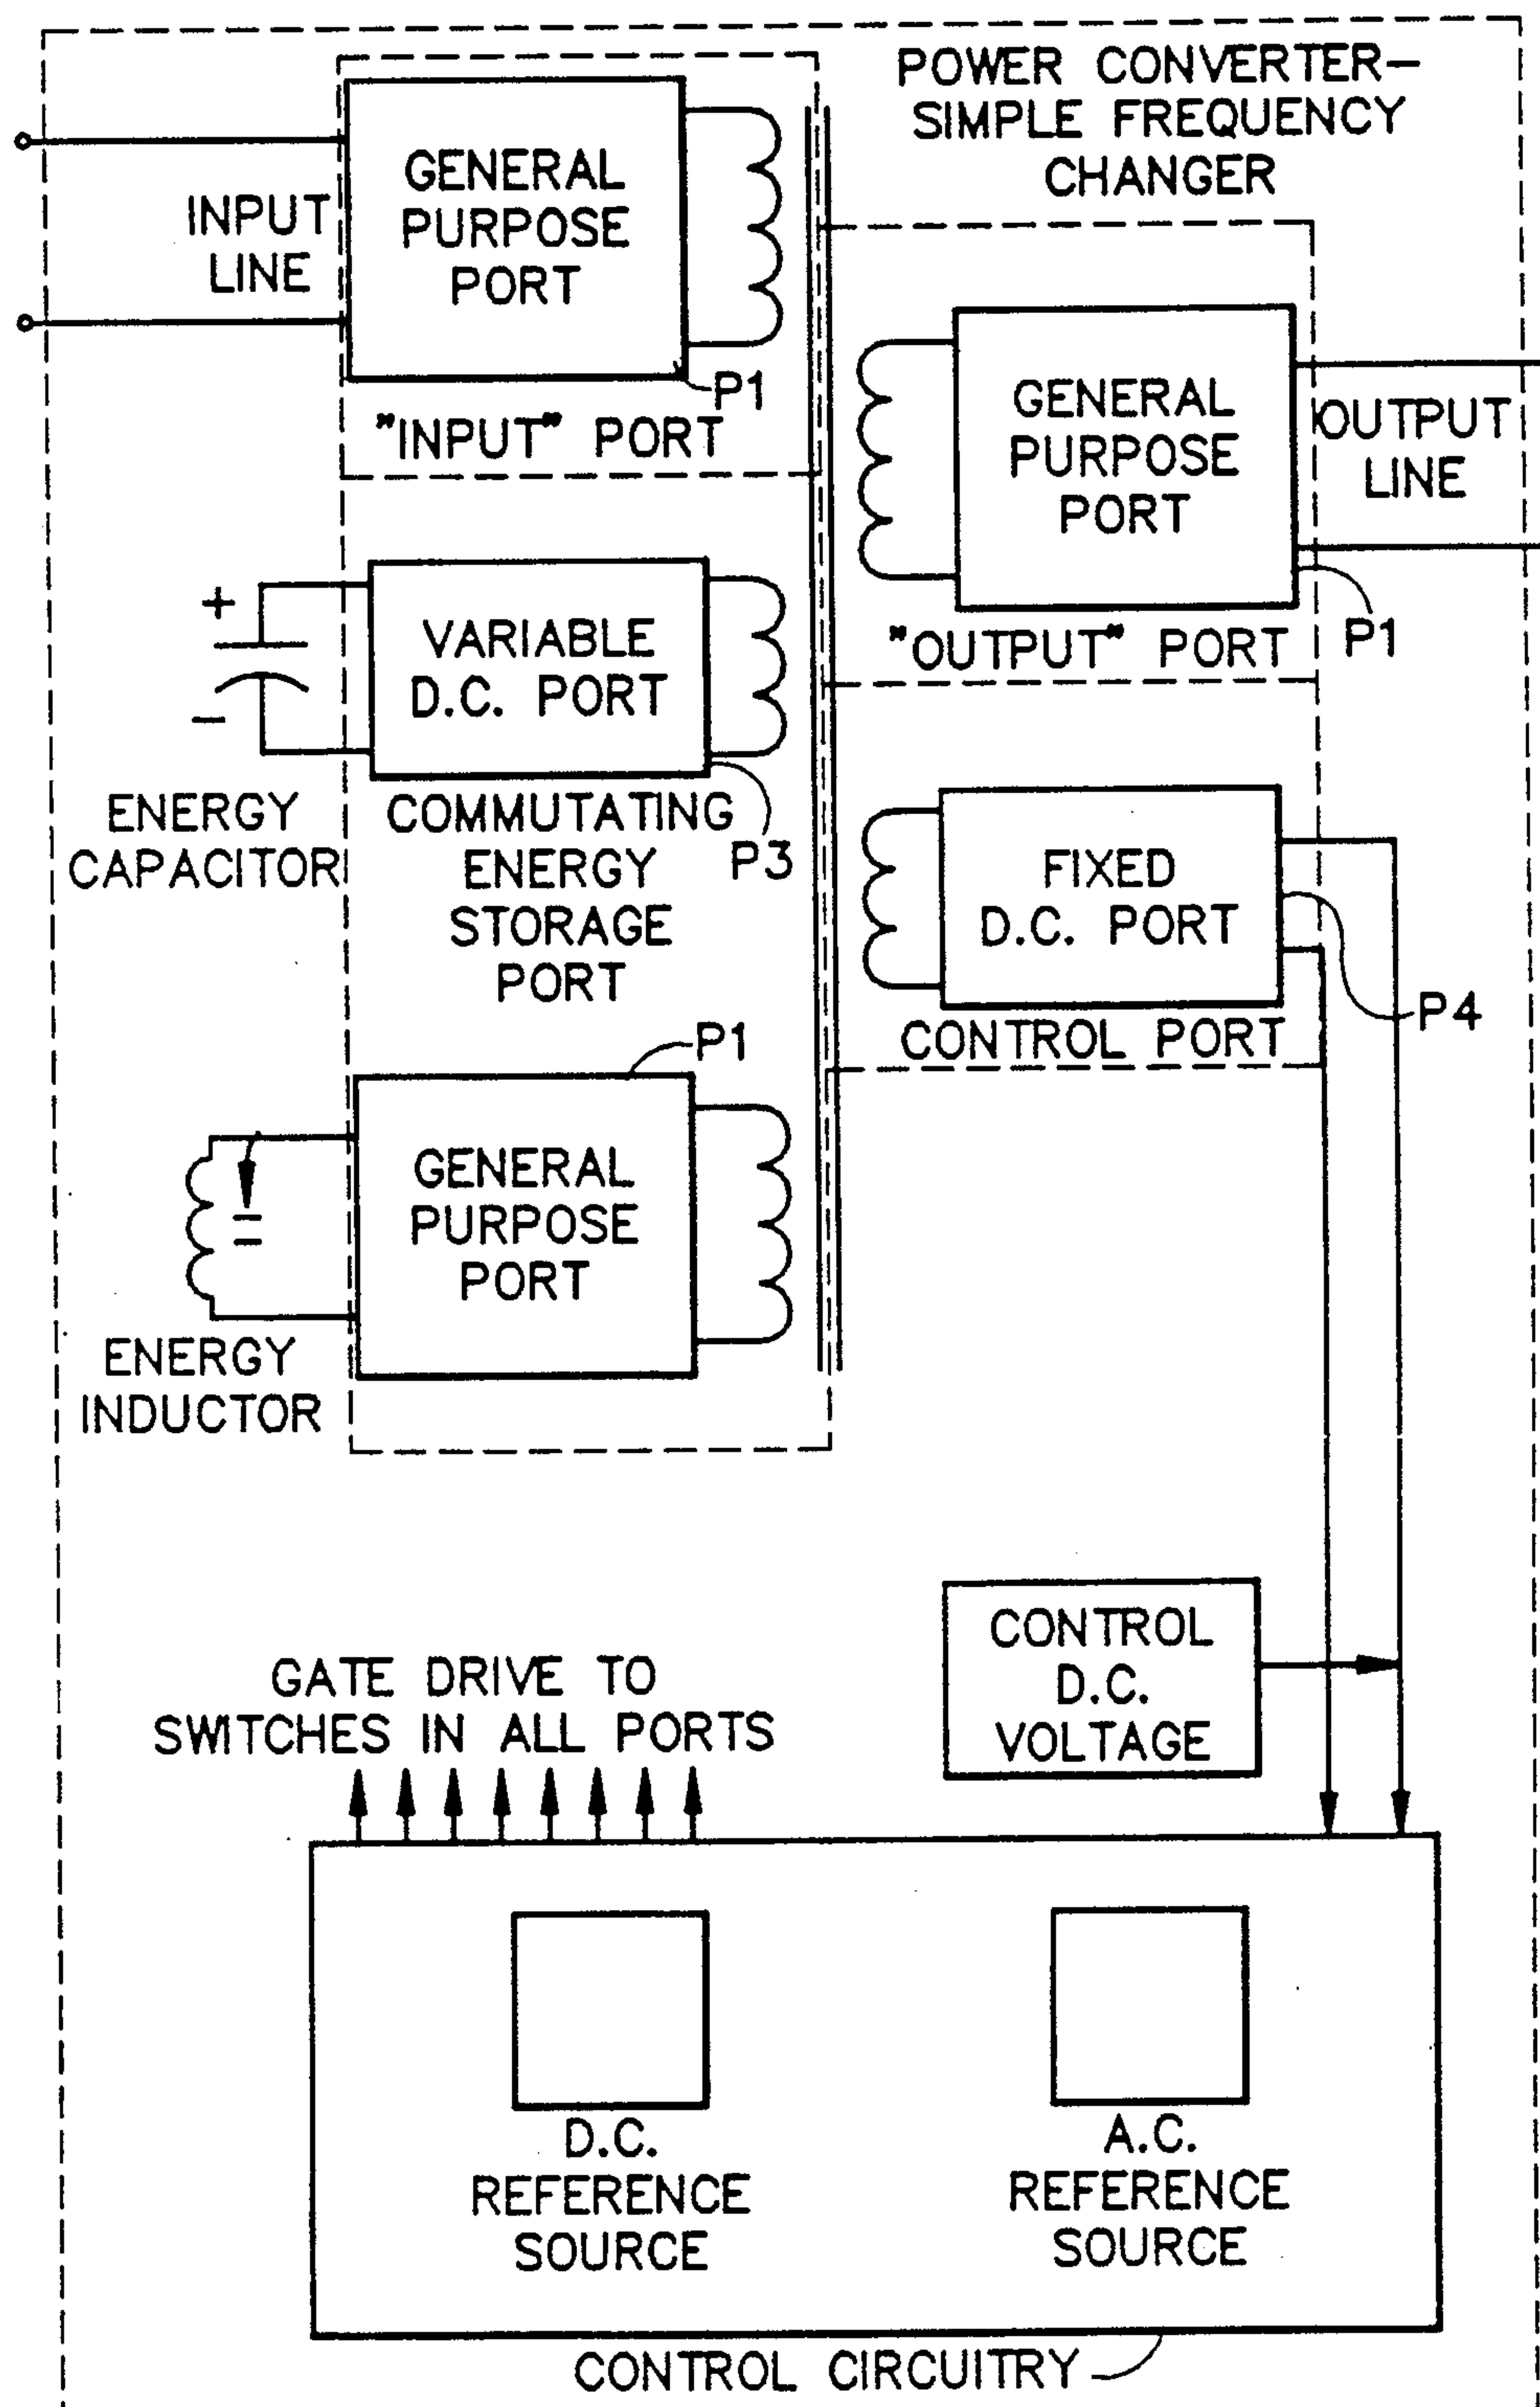 POWER CONVERTER-
SIMPLE FREQUENCY
CHANGER
INPUT
LINE
GENERAL
PURPOSE
PORT
P1
"INPUT" PORT
GENERAL
PURPOSE
PORT
OUTPUT
LINE
P1
"OUTPUT" PORT
+
-
VARIABLE
D.C. PORT
ENERGY
CAPACITOR
COMMUTATING
ENERGY
STORAGE
PORT
P3
FIXED
D.C. PORT
P4
CONTROL PORT
P1
GENERAL
PURPOSE
PORT
ENERGY
INDUCTOR
CONTROL
D.C.
VOLTAGE
GATE DRIVE TO
SWITCHES IN ALL PORTS
D.C.
REFERENCE
SOURCE
A.C.
REFERENCE
SOURCE
CONTROL CIRCUITRY